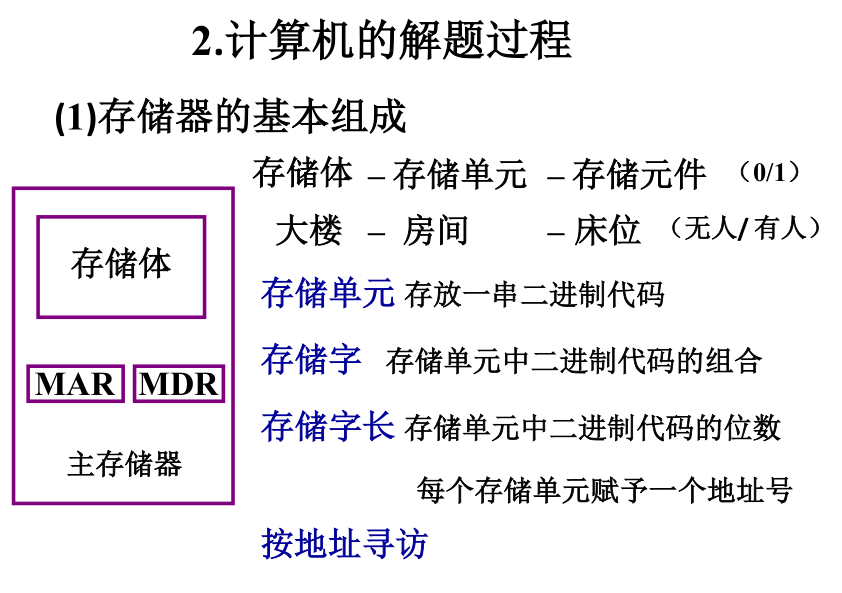 2.计算机的解题过程
(1)存储器的基本组成
存储体 – 存储单元 – 存储元件 （0/1）
大楼 – 房间 – 床位 （无人/ 有人）
存储体
MAR MDR
主存储器
存储单元 存放一串二进制代码
存储字 存储单元中二进制代码的组合
存储字长 存储单元中二进制代码的位数
每个存储单元赋予一个地址号
按地址寻访